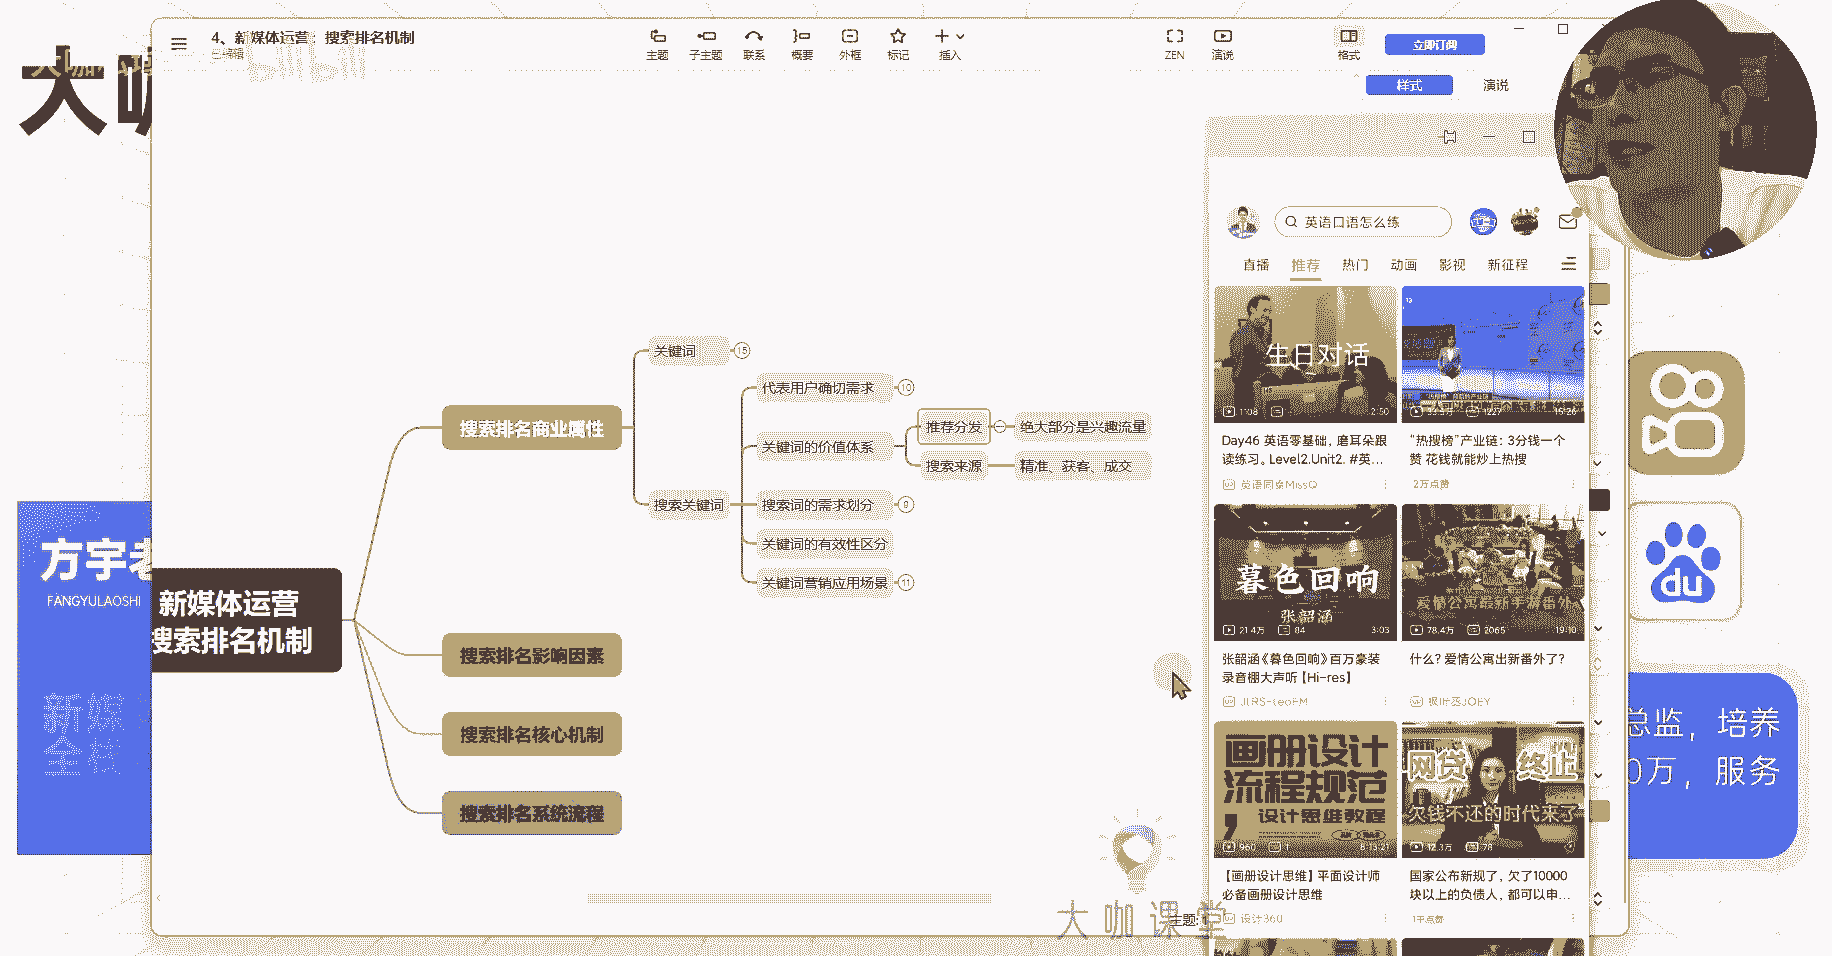 4、新媒体运营：搜索排名机制
已编辑
bilibili
主题
子主题
联系
概要
外框
标记
插入
ZEN
演说
格式
立即订阅
样式
演说
大咖
方宇老
FANGYULAOSHI
新媒
全栈
新媒体运营
搜索排名机制
搜索排名商业属性
搜索排名影响因素
搜索排名核心机制
搜索排名系统流程
关键词
15
搜索关键词
代表用户确切需求
10
关键词的价值体系
推荐分发
绝大部分是兴趣流量
搜索来源
精准、获客、成交
搜索词的需求划分
9
关键词的有效性区分
关键词营销应用场景
11
英语口语怎么练
直播
推荐
热门
动画
影视
新征程
生日对话
1108
2:50
Day46 英语零基础，磨耳朵跟
读练习。Level2.Unit2. #英...
英语同桌MissQ
1227
19:26
“热搜榜”产业链：3分钱一个
赞 花钱就能炒上热搜
2万点赞
暮色回响
张韶涵
21.4万
84
3:03
张韶涵《暮色回响》百万豪装
录音棚大声听【Hi-res】
爱情公寓最新手游番外
78.4万
2065
19:10
什么？爱情公寓出新番外了？
枫叶丞JOEY
画册设计
流程规范
设计思维教程
960
1
8:13:21
【画册设计思维】平面设计师
必备画册设计思维
设计360
网贷
终止
欠钱不还的时代来了
12.3万
78
国家公布新规了，欠了10000
块以上的负债人，都可以申...
1千点赞
du
总监，培养
0万，服务
大咖课堂
主题：